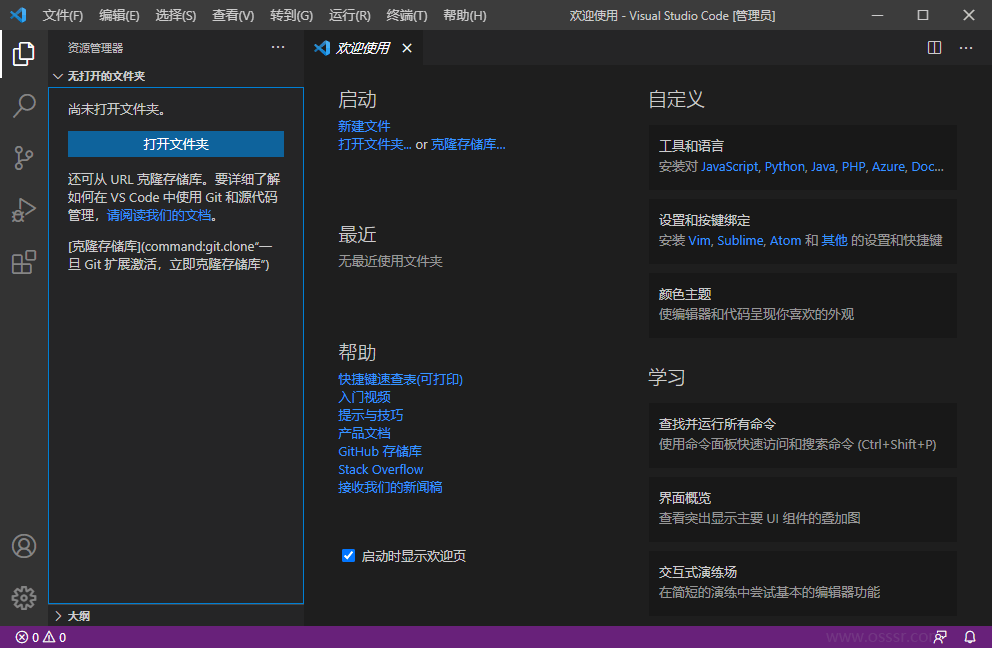 文件(F) 编辑(E) 选择(S) 查看(V) 转到(G) 运行(R) 终端(T) 帮助(H) 欢迎使用 - Visual Studio Code [管理员]
资源管理器
无打开的文件夹
尚未打开文件夹。
打开文件夹
还可从 URL 克隆存储库。要详细了解
如何在 VS Code 中使用 Git 和源代码
管理，请阅读我们的文档。
[克隆存储库](command:git.clone“一
旦 Git 扩展激活，立即克隆存储库”)
大纲
欢迎使用
启动
新建文件
打开文件夹... or 克隆存储库...
最近
无最近使用文件夹
帮助
快捷键速查表(可打印)
入门视频
提示与技巧
产品文档
GitHub 存储库
Stack Overflow
接收我们的新闻稿
启动时显示欢迎页
自定义
工具和语言
安装对 JavaScript, Python, Java, PHP, Azure, Doc...
设置和按键绑定
安装 Vim, Sublime, Atom 和 其他 的设置和快捷键
颜色主题
使编辑器和代码呈现你喜欢的外观
学习
查找并运行所有命令
使用命令面板快速访问和搜索命令 (Ctrl+Shift+P)
界面概览
查看突出显示主要 UI 组件的叠加图
交互式演练场
在简短的演练中尝试基本的编辑器功能
0 0